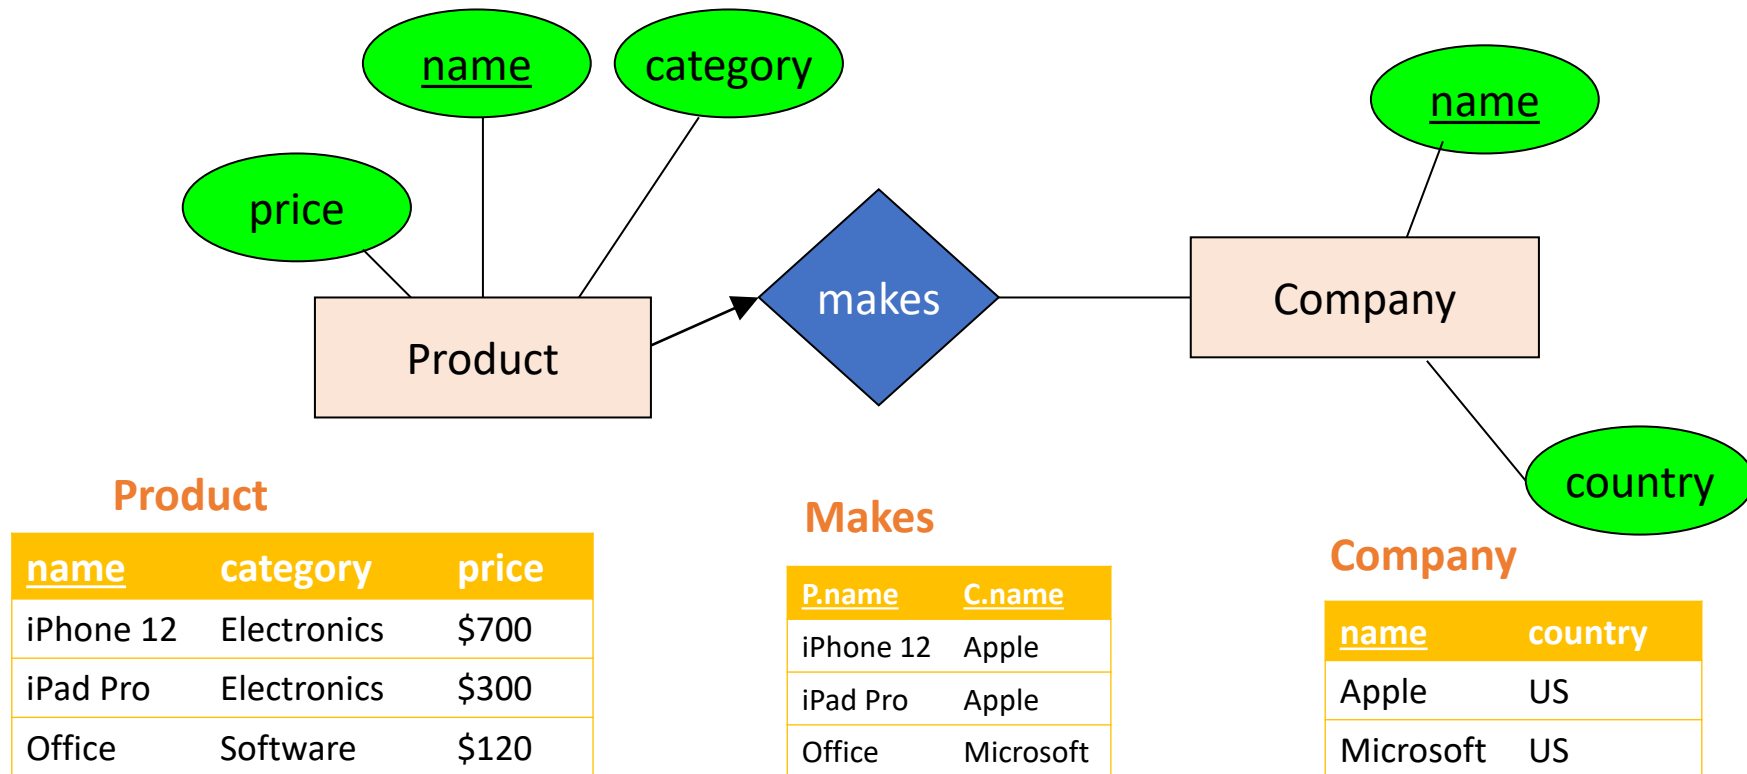 name
category
name
price
makes
Company
Product
country
Product
name category price
iPhone 12 Electronics $700
iPad Pro Electronics $300
Office Software $120
Makes
P.name C.name
iPhone 12 Apple
iPad Pro Apple
Office Microsoft
Company
name country
Apple US
Microsoft US